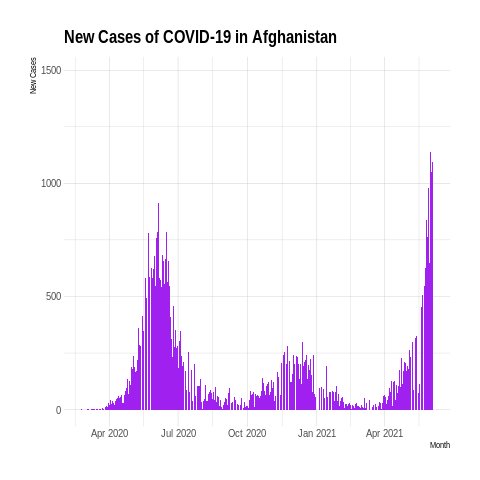 New Cases of COVID-19 in Afghanistan
New Cases
1500
1000
500
0
Apr 2020 Jul 2020 Oct 2020 Jan 2021 Apr 2021
Month